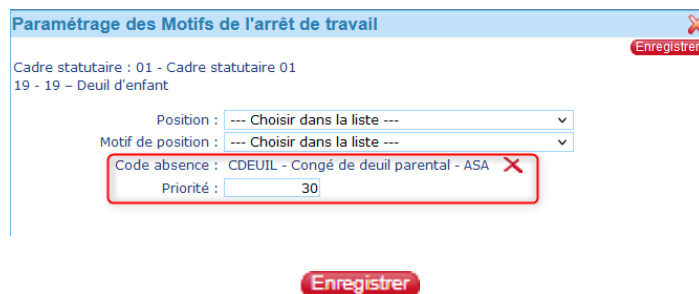 Paramétrage des Motifs de l'arrêt de travail
Enregistrer
Cadre statutaire : 01 - Cadre statutaire 01
19 - 19 – Deuil d'enfant
Position : --- Choisir dans la liste ---
Motif de position : --- Choisir dans la liste ---
Code absence : CDEUIL - Congé de deuil parental - ASA
Priorité : 30
Enregistrer